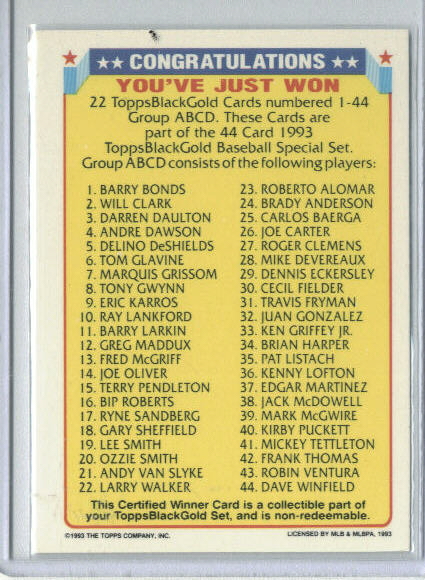 ★★ CONGRATULATIONS ★★
YOU'VE JUST WON
22 ToppsBlackGold Cards numbered 1-44
Group ABCD. These Cards are
part of the 44 Card 1993
ToppsBlackGold Baseball Special Set.
Group ABCD consists of the following players:
1. BARRY BONDS
2. WILL CLARK
3. DARREN DAULTON
4. ANDRE DAWSON
5. DELINO DeSHIELDS
6. TOM GLAVINE
7. MARQUIS GRISSOM
8. TONY GWYNN
9. ERIC KARROS
10. RAY LANKFORD
11. BARRY LARKIN
12. GREG MADDUX
13. FRED McGRIFF
14. JOE OLIVER
15. TERRY PENDLETON
16. BIP ROBERTS
17. RYNE SANDBERG
18. GARY SHEFFIELD
19. LEE SMITH
20. OZZIE SMITH
21. ANDY VAN SLYKE
22. LARRY WALKER
23. ROBERTO ALOMAR
24. BRADY ANDERSON
25. CARLOS BAERGA
26. JOE CARTER
27. ROGER CLEMENS
28. MIKE DEVEREAUX
29. DENNIS ECKERSLEY
30. CECIL FIELDER
31. TRAVIS FRYMAN
32. JUAN GONZALEZ
33. KEN GRIFFEY JR.
34. BRIAN HARPER
35. PAT LISTACH
36. KENNY LOFTON
37. EDGAR MARTINEZ
38. JACK McDOWELL
39. MARK McGWIRE
40. KIRBY PUCKETT
41. MICKEY TETTLETON
42. FRANK THOMAS
43. ROBIN VENTURA
44. DAVE WINFIELD
This Certified Winner Card is a collectible part of
your ToppsBlackGold Set, and is non-redeemable.
©1993 THE TOPPS COMPANY, INC.
LICENSED BY MLB & MLBPA, 1993